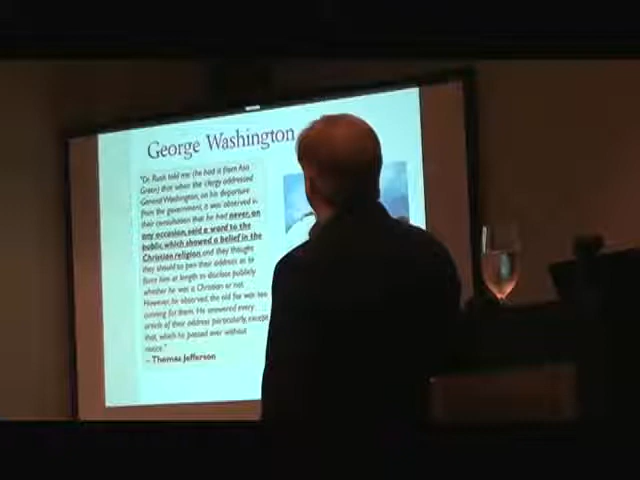 George Washington
"Dr. Rush told me (he had it from Asa
Green) that when the clergy addressed
General Washington, on his departure
from the government, it was observed in
their consultation that he had never, on
any occasion, said a word to the
public which showed a belief in the
Christian religion, and they thought
they should so pen their address as to
force him at length to disclose publicly
whether he was a Christian or not.
However, he observed, the old fox was too
cunning for them. He answered every
article of their address particularly, except
that, which he passed over without
notice."
– Thomas Jefferson